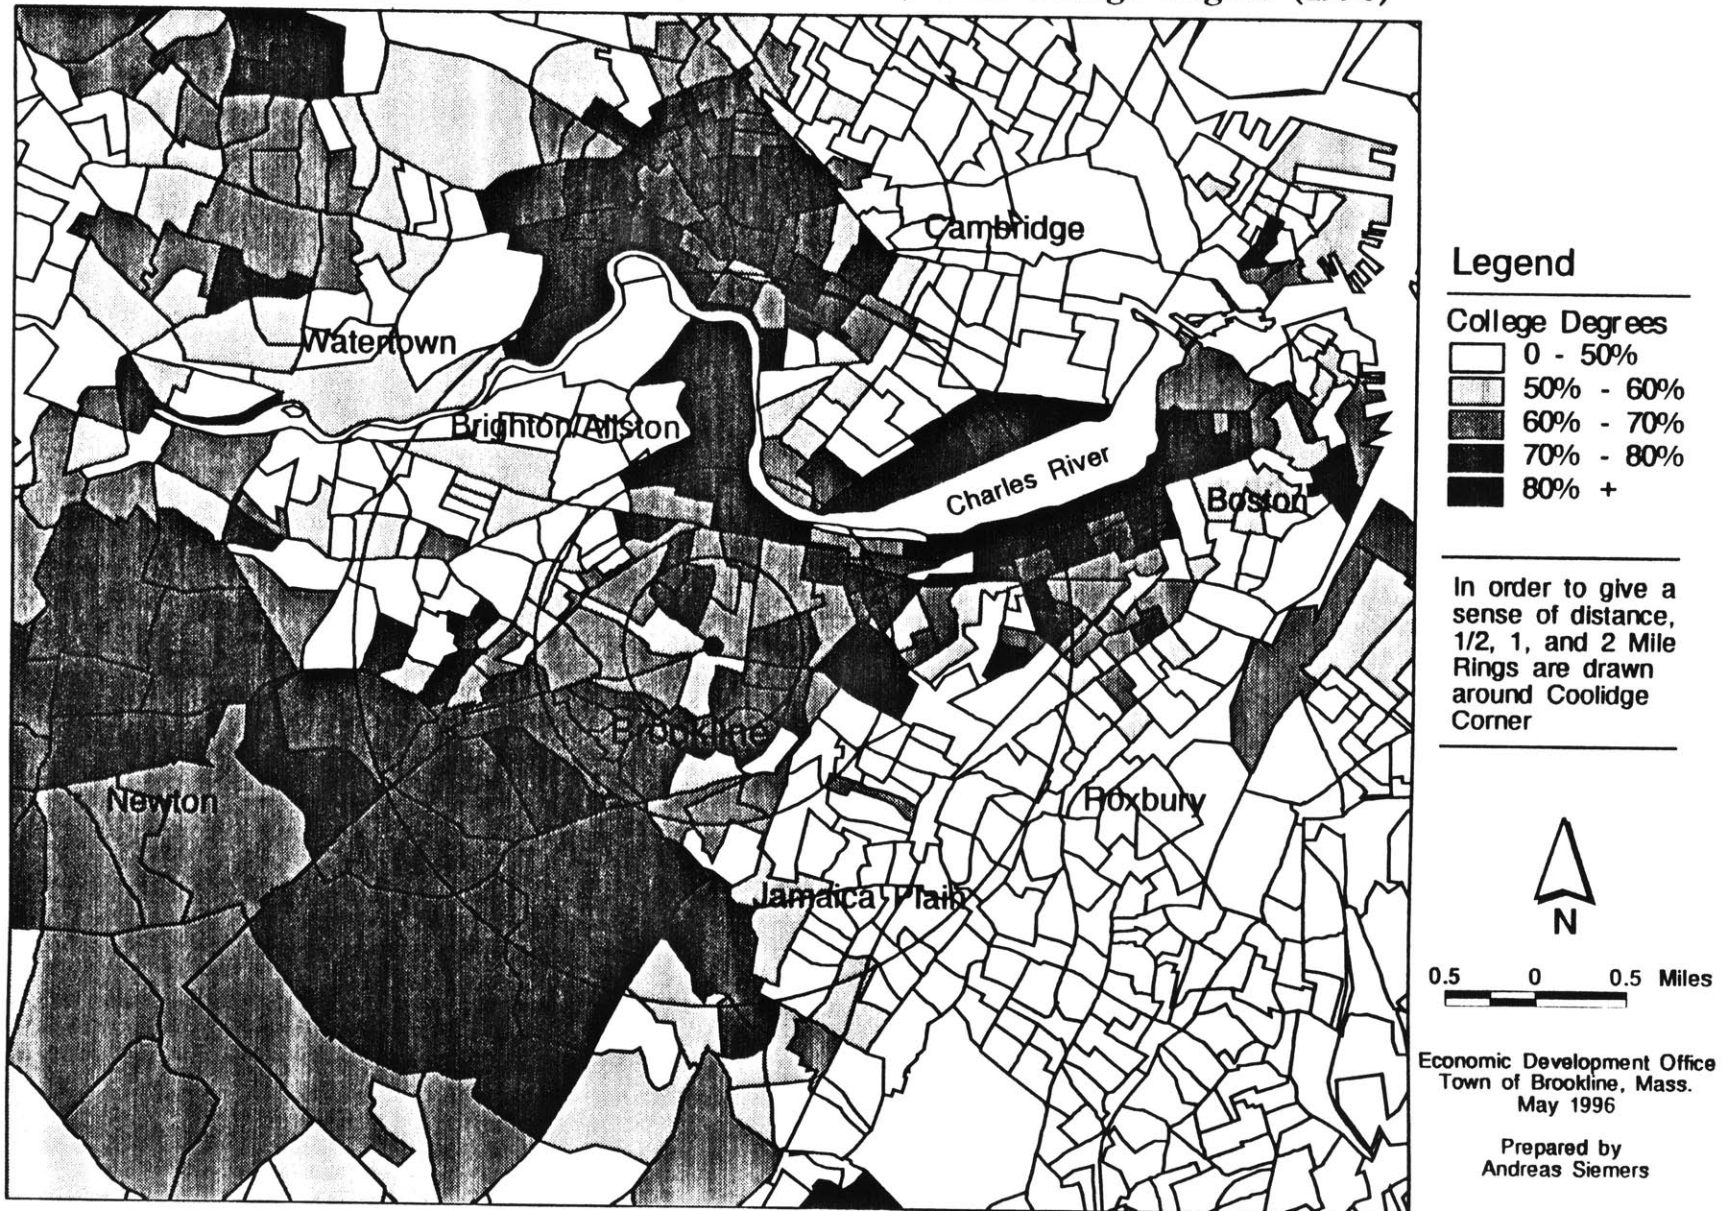 Cambridge
Watertown
Brighton/Allston
Charles River
Boston
Brookline
Newton
Roxbury
Jamaica Plain
Legend
College Degrees
0 - 50%
50% - 60%
60% - 70%
70% - 80%
80% +
In order to give a
sense of distance,
1/2, 1, and 2 Mile
Rings are drawn
around Coolidge
Corner
N
0.5 0 0.5 Miles
Economic Development Office
Town of Brookline, Mass.
May 1996
Prepared by
Andreas Siemers